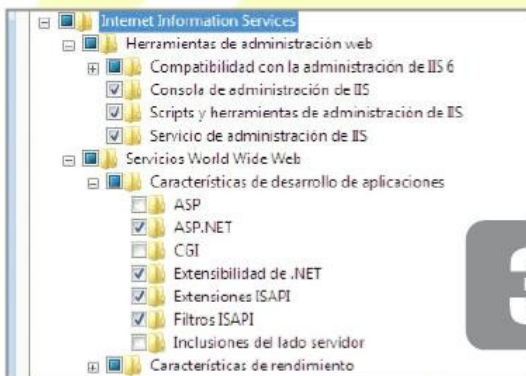 Internet Information Services
Herramientas de administración web
Compatibilidad con la administración de IIS 6
Consola de administración de IIS
Scripts y herramientas de administración de IIS
Servicio de administración de IIS
Servicios World Wide Web
Características de desarrollo de aplicaciones
ASP
ASP.NET
CGI
Extensibilidad de .NET
Extensiones ISAPI
Filtros ISAPI
Inclusiones del lado servidor
Características de rendimiento
3